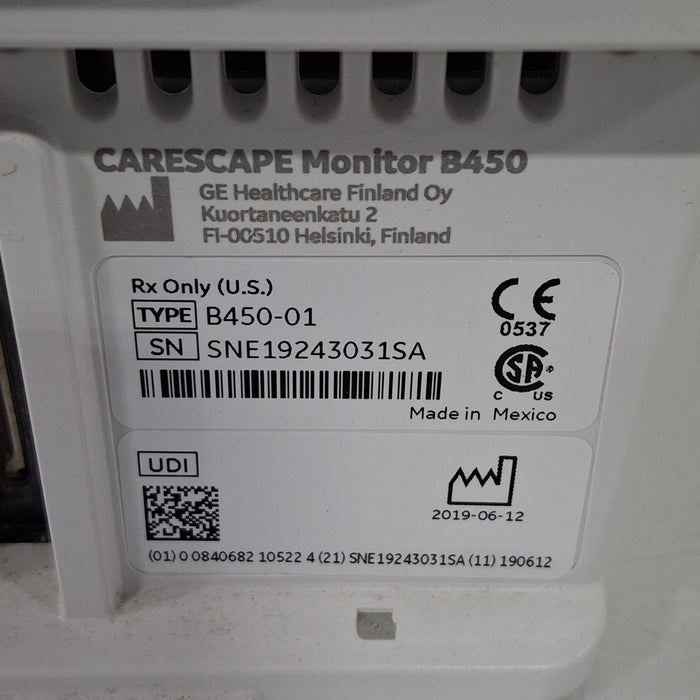 CARESCAPE Monitor B450
GE Healthcare Finland Oy
Kuortaneenkatu 2
FI-00510 Helsinki, Finland
Rx Only (U.S.)
TYPE B450-01
SN SNE19243031SA
CE
0537
CSA
C US
Made in Mexico
UDI
2019-06-12
(01) 0 0840682 10522 4 (21) SNE19243031SA (11) 190612